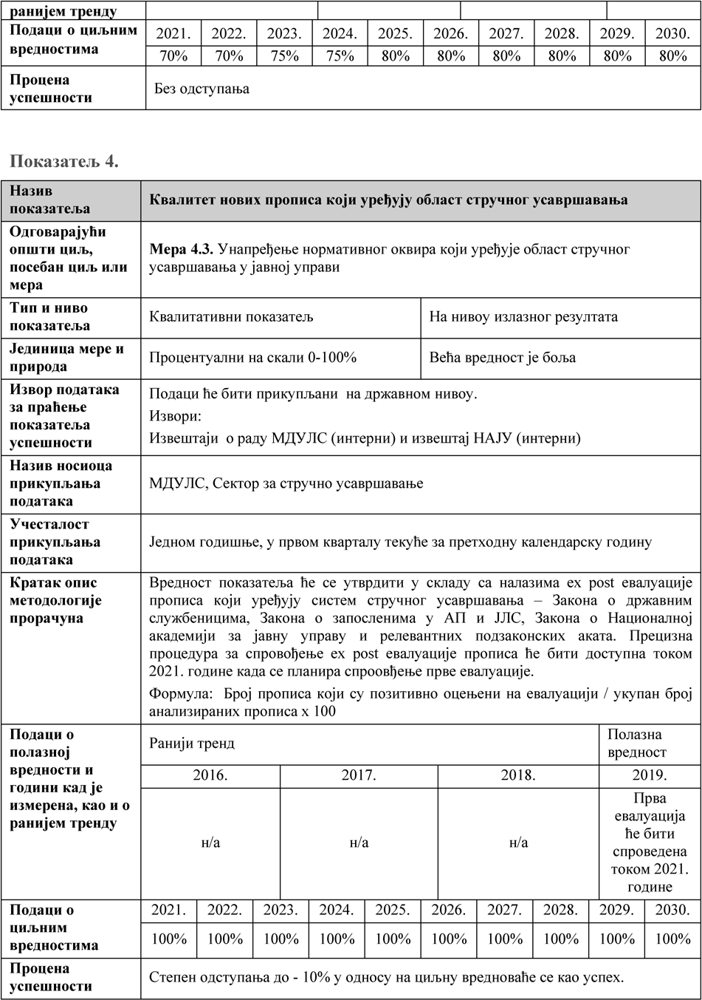 ранијем тренду
Подаци о циљним
вредностима
2021. 2022. 2023. 2024. 2025. 2026. 2027. 2028. 2029. 2030.
70% 70% 75% 75% 80% 80% 80% 80% 80% 80%
Процена
успешности
Без одступања
Показатељ 4.
Назив
показатеља
Квалитет нових прописа који уређују област стручног усавршавања
Одговарајући
општи циљ,
посебан циљ или
мера
Мера 4.3. Унапређење нормативног оквира који уређује област стручног
усавршавања у јавној управи
Тип и ниво
показатеља
Квалитативни показатељ
На нивоу излазног резултата
Јединица мере и
природа
Процентуални на скали 0-100%
Већа вредност је боља
Извор података
за праћење
показатеља
успешности
Подаци ће бити прикупљани  на државном нивоу.
Извори:
Извештаји  о раду МДУЛС (интерни) и извештај НАЈУ (интерни)
Назив носиоца
прикупљања
података
МДУЛС, Сектор за стручно усавршавање
Учесталост
прикупљања
података
Једном годишње, у првом кварталу текуће за претходну календарску годину
Кратак опис
методологије
прорачуна
Вредност показатеља ће се утврдити у складу са налазима ex post евалуације
прописа који уређују систем стручног усавршавања – Закона о државним
службеницима, Закона о запосленима у АП и ЈЛС, Закона о Националној
академији за јавну управу и релевантних подзаконских аката. Прецизна
процедура за спровођење ex post евалуације прописа ће бити доступна током
2021. године када се планира спроовђење прве евалуације.
Формула:  Број прописа који су позитивно оцењени на евалуацији / укупан број
анализираних прописа x 100
Подаци о
полазној
вредности и
години кад је
измерена, као и о
ранијем тренду
Ранији тренд
Полазна
вредност
2016. 2017. 2018. 2019.
н/а н/а н/а
Прва
евалуација
ће бити
спроведена
током 2021.
године
Подаци о
циљним
вредностима
2021. 2022. 2023. 2024. 2025. 2026. 2027. 2028. 2029. 2030.
100% 100% 100% 100% 100% 100% 100% 100% 100% 100%
Процена
успешности
Степен одступања до - 10% у односу на циљну вредноваће се као успех.